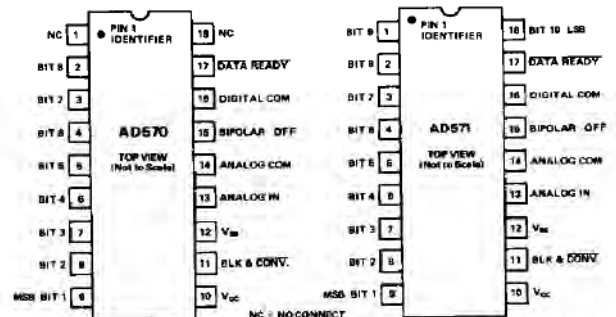 NC 1 PIN 1 IDENTIFIER 18 NC
BIT 8 2 17 DATA READY
BIT 7 3 16 DIGITAL COM
BIT 6 4 AD570 15 BIPOLAR OFF
BIT 5 5 TOP VIEW (Not to Scale) 14 ANALOG COM
BIT 4 6 13 ANALOG IN
BIT 3 7 12 VEE
BIT 2 8 11 BLK & CONV.
MSB BIT 1 9 10 VCC
BIT 9 1 PIN 1 IDENTIFIER 18 BIT 10 LSB
BIT 8 2 17 DATA READY
BIT 7 3 16 DIGITAL COM
BIT 6 4 AD571 15 BIPOLAR OFF
BIT 5 5 TOP VIEW (Not to Scale) 14 ANALOG COM
BIT 4 6 13 ANALOG IN
BIT 3 7 12 VEE
BIT 2 8 11 BLK & CONV.
MSB BIT 1 9 10 VCC
NC = NO CONNECT